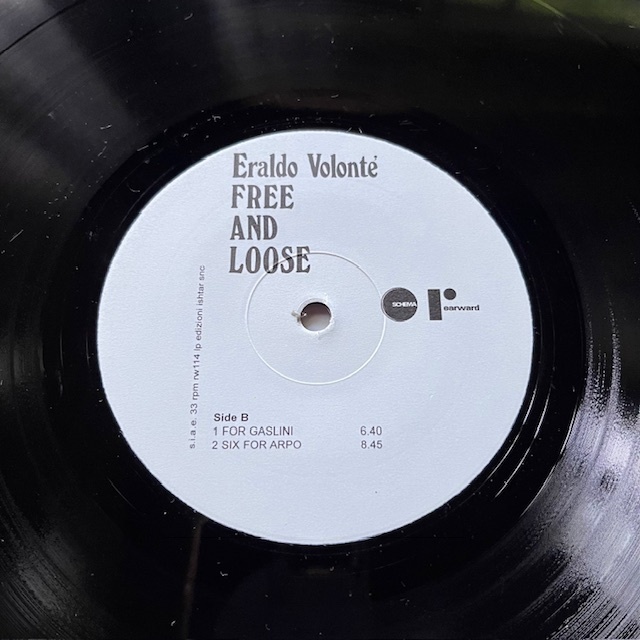 Eraldo Volonté
FREE
AND
LOOSE
SCHEMA
rearward
s.i.a.e. 33 rpm rw114 lp edizioni ishtar snc
Side B
1 FOR GASLINI 6.40
2 SIX FOR ARPO 8.45